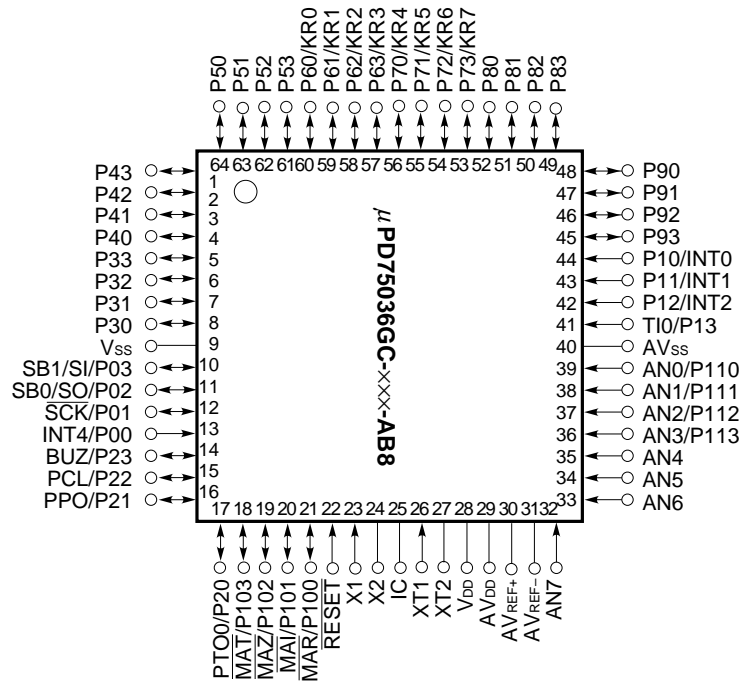 P50
P51
P52
P53
P60/KR0
P61/KR1
P62/KR2
P63/KR3
P70/KR4
P71/KR5
P72/KR6
P73/KR7
P80
P81
P82
P83
64 63 62 61 60 59 58 57 56 55 54 53 52 51 50 49
P43 1
P42 2
P41 3
P40 4
P33 5
P32 6
P31 7
P30 8
VSS 9
SB1/SI/P03 10
SB0/SO/P02 11
SCK/P01 12
INT4/P00 13
BUZ/P23 14
PCL/P22 15
PPO/P21 16
μPD75036GC-×××-AB8
48 P90
47 P91
46 P92
45 P93
44 P10/INT0
43 P11/INT1
42 P12/INT2
41 TI0/P13
40 AVSS
39 AN0/P110
38 AN1/P111
37 AN2/P112
36 AN3/P113
35 AN4
34 AN5
33 AN6
17 18 19 20 21 22 23 24 25 26 27 28 29 30 31 32
PTO0/P20
MAT/P103
MAZ/P102
MAI/P101
MAR/P100
RESET
X1
X2
IC
XT1
XT2
VDD
AVDD
AVREF+
AVREF−
AN7